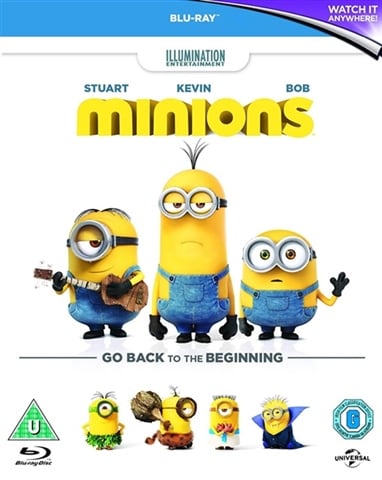 BLU-RAY
WATCH IT
ANYWHERE!
ILLUMINATION
ENTERTAINMENT
STUART KEVIN BOB
minions
GO BACK TO THE BEGINNING
U
Blu-ray Disc
UNIVERSAL